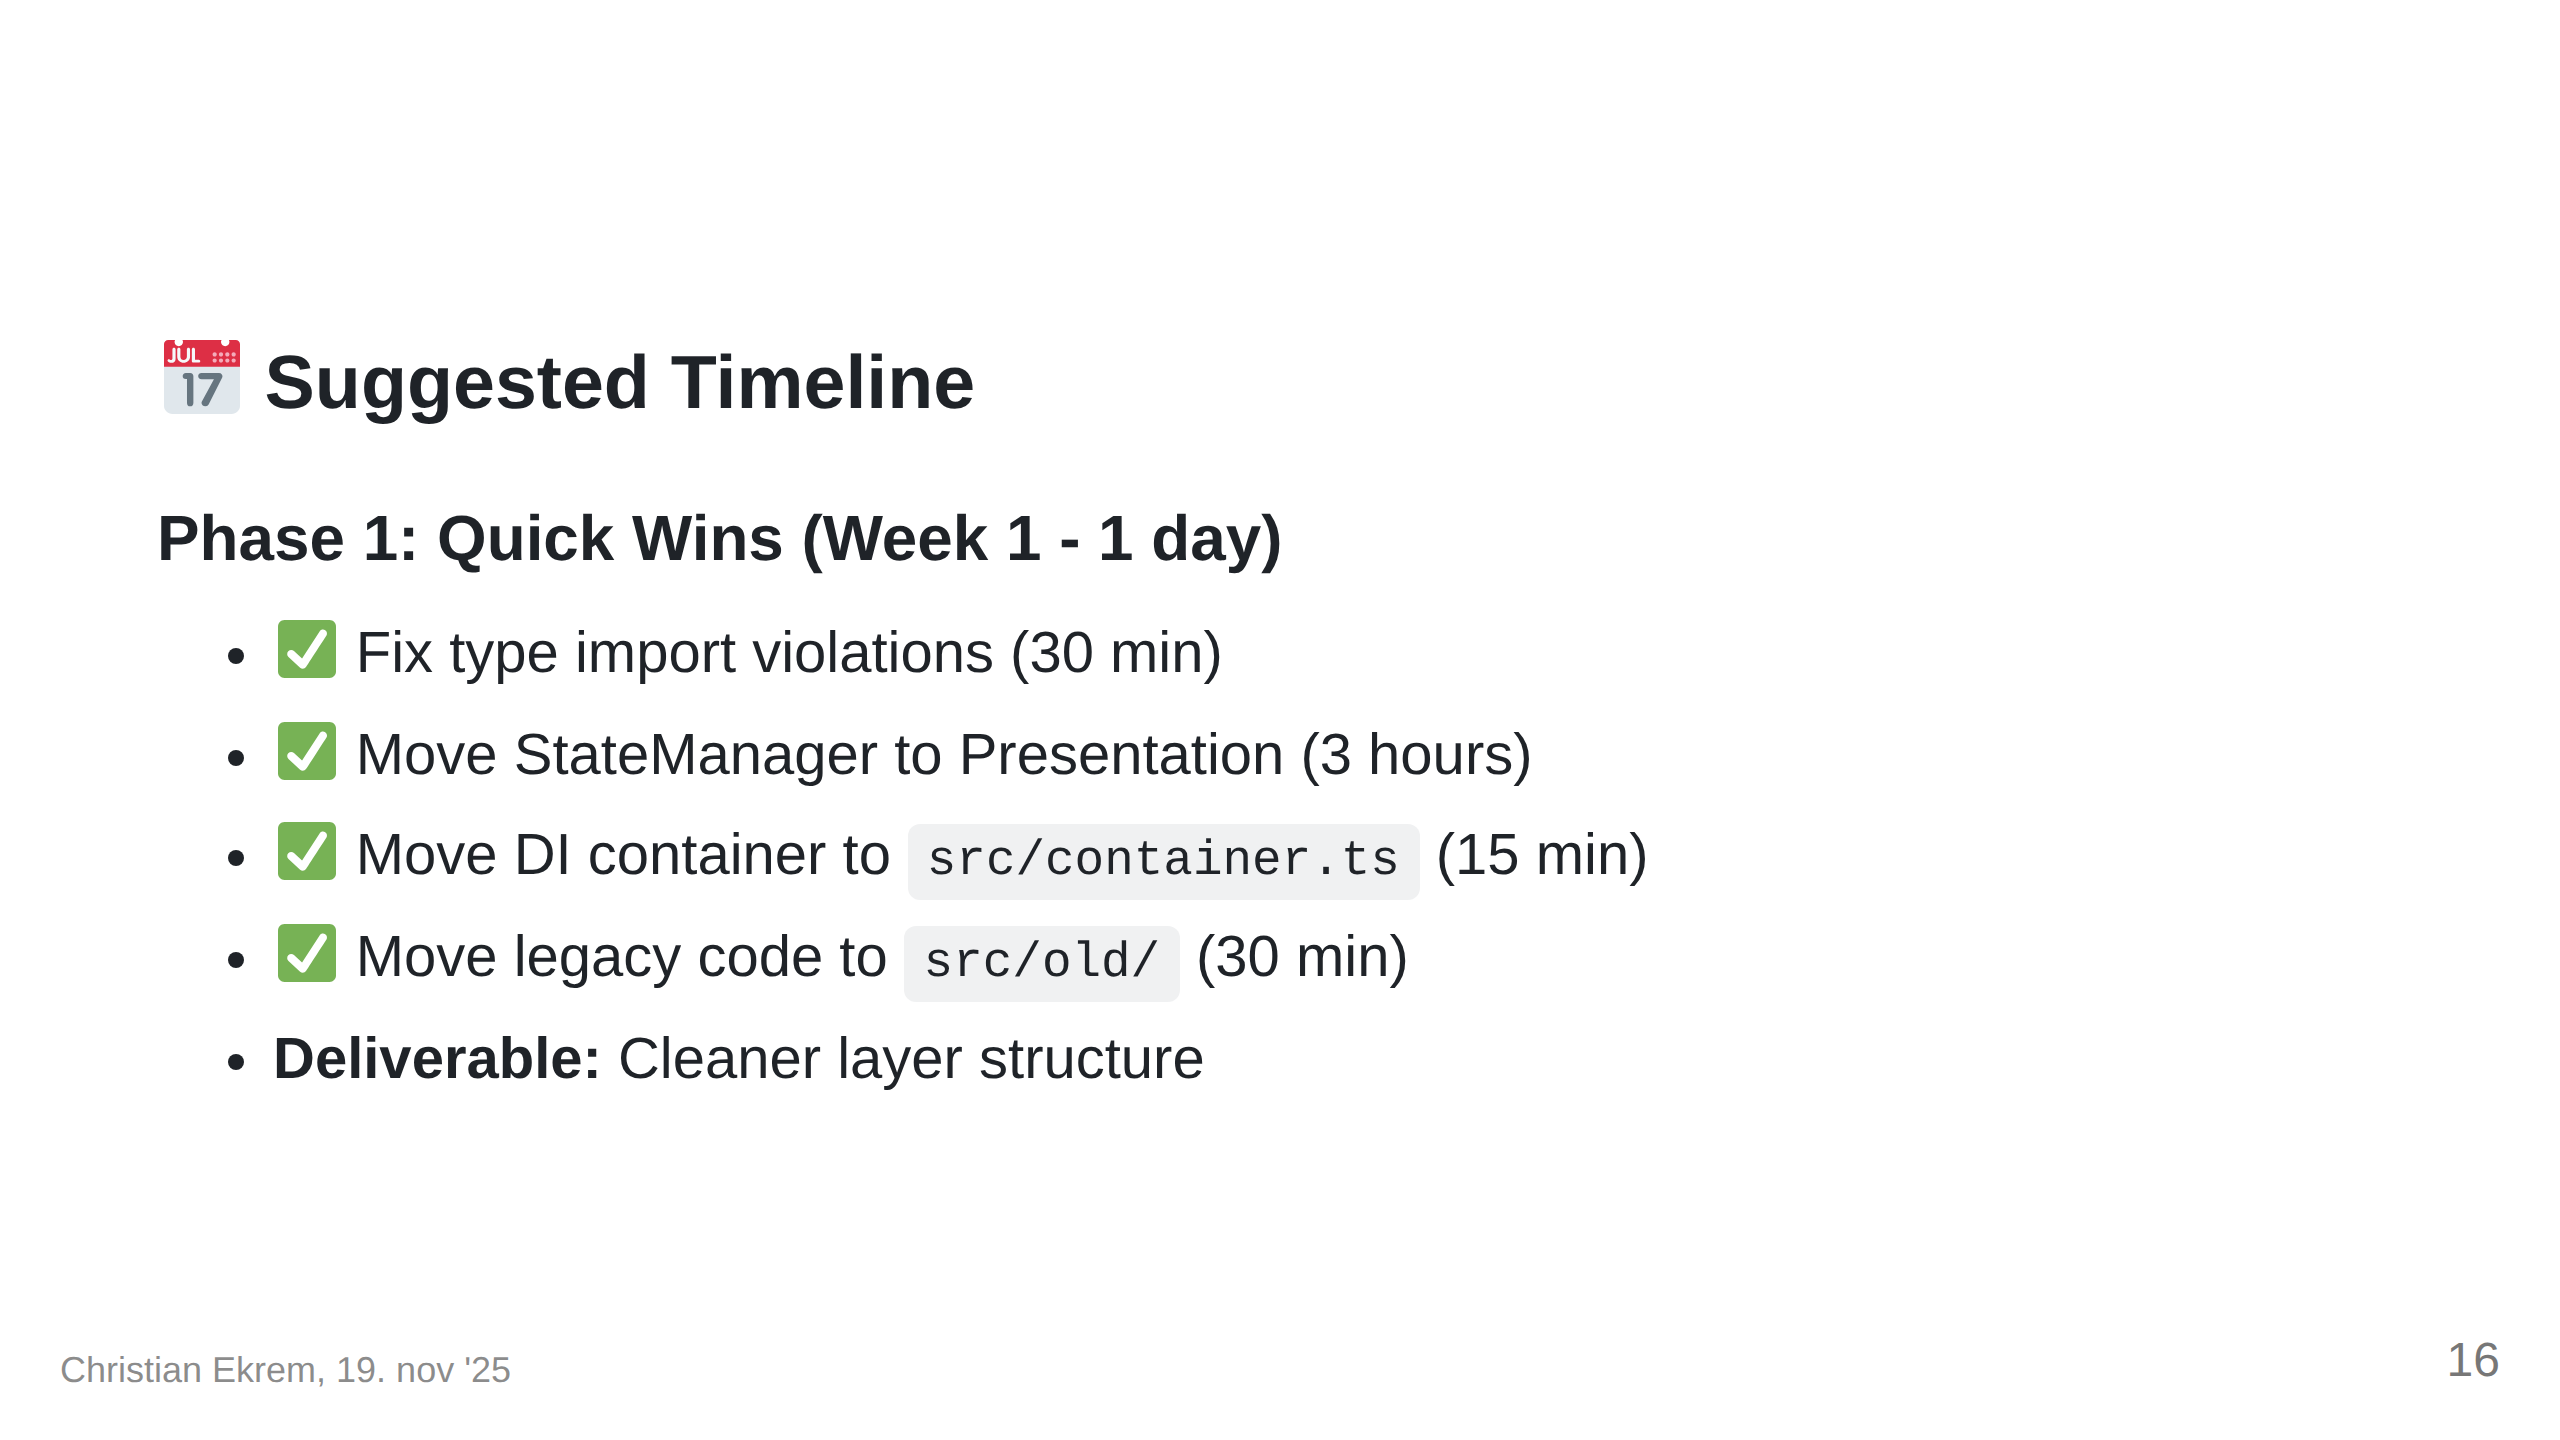 JUL
17
Suggested Timeline
Phase 1: Quick Wins (Week 1 - 1 day)
Fix type import violations (30 min)
Move StateManager to Presentation (3 hours)
Move DI container to src/container.ts (15 min)
Move legacy code to src/old/ (30 min)
Deliverable: Cleaner layer structure
Christian Ekrem, 19. nov '25
16